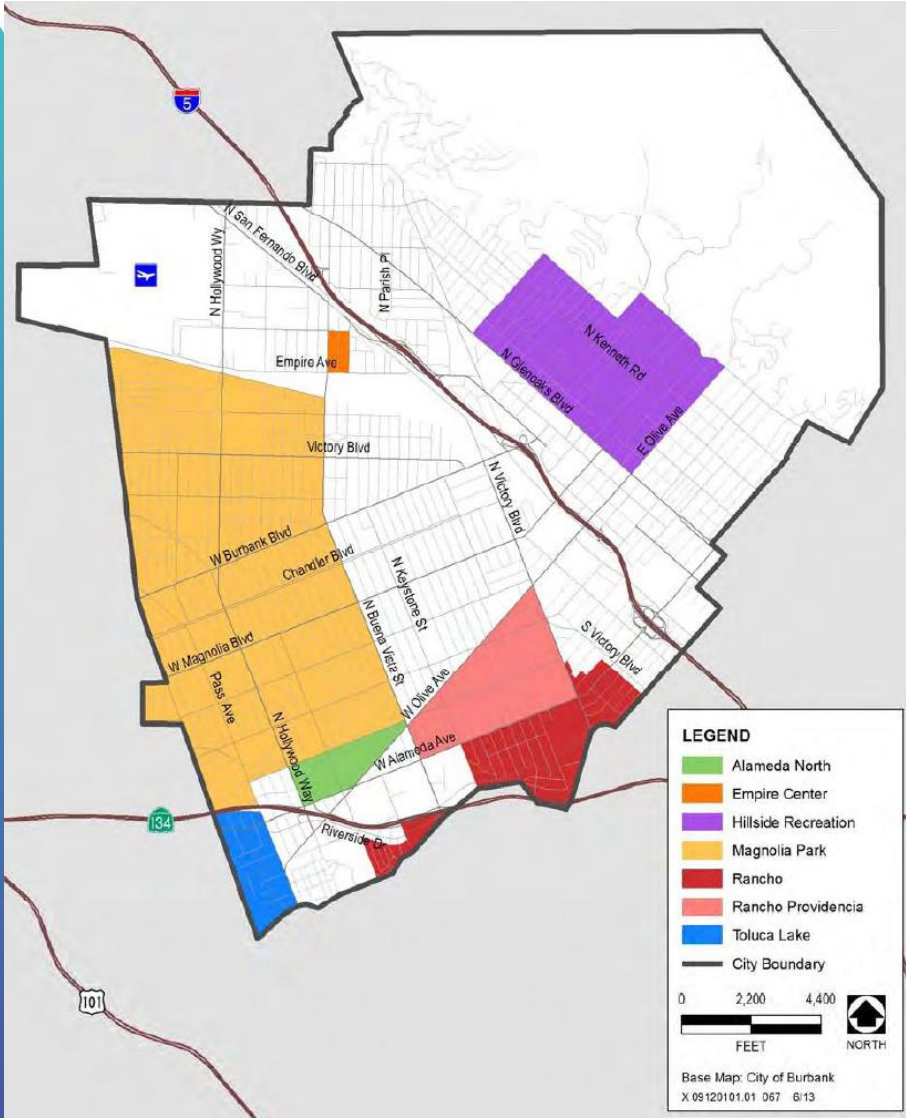 5
N San Fernando Blvd
N Hollywood Wy
N Parish Pl
Empire Ave
N Kenneth Rd
N Glenoaks Blvd
E Olive Ave
Victory Blvd
N Victory Blvd
W Burbank Blvd
Chandler Blvd
N Keystone St
N Buena Vista St
W Magnolia Blvd
Pass Ave
W Olive Ave
S Victory Blvd
N Hollywood Way
W Alameda Ave
134
Riverside Dr
101
LEGEND
Alameda North
Empire Center
Hillside Recreation
Magnolia Park
Rancho
Rancho Providencia
Toluca Lake
City Boundary
0 2,200 4,400
FEET
NORTH
Base Map: City of Burbank
X 09120101.01 067 6/13